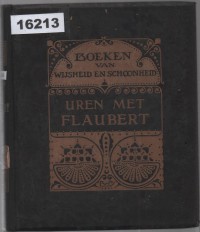 16213
BOEKEN
VAN
WIJSHEID EN SCHOONHEID
UREN MET
FLAUBERT